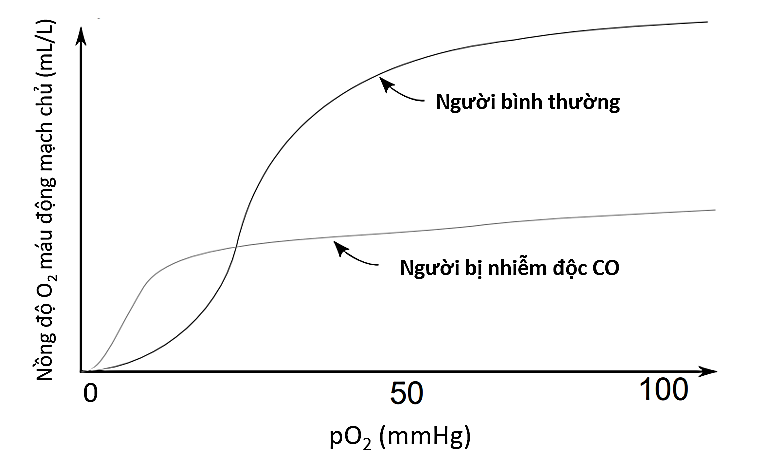 Nồng độ O₂ máu động mạch chủ (mL/L)
Người bình thường
Người bị nhiễm độc CO
0
50
100
pO₂ (mmHg)